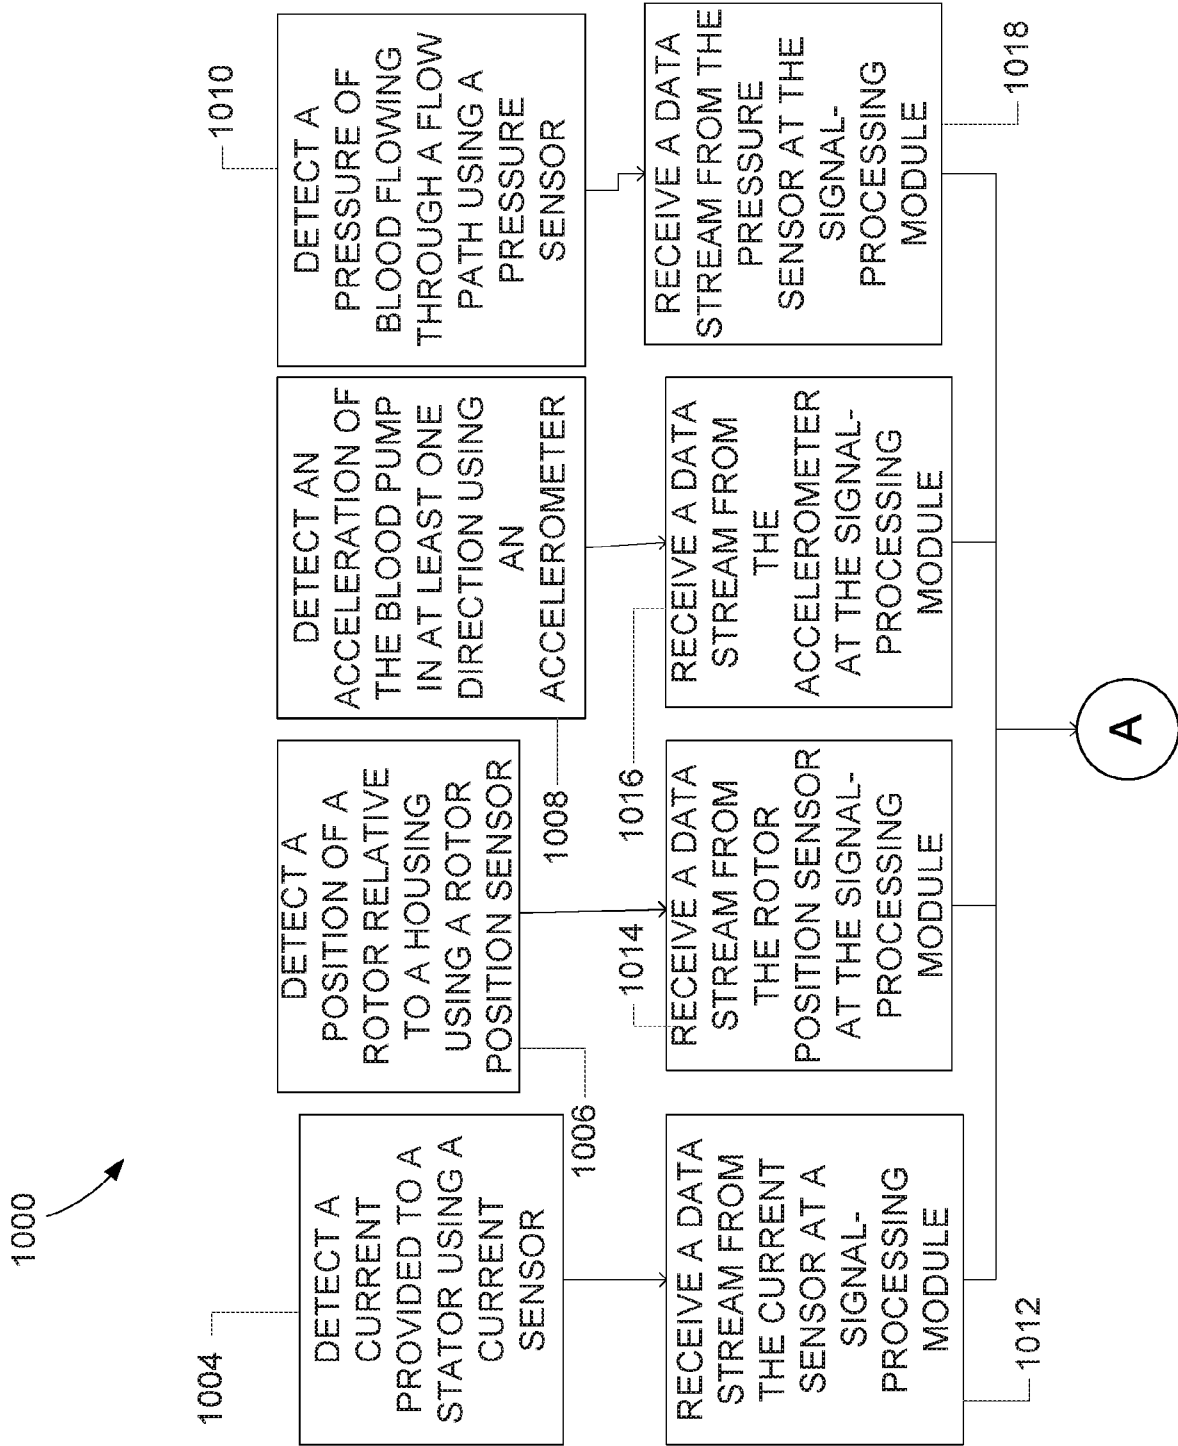 1000
1004
DETECT A
CURRENT
PROVIDED TO A
STATOR USING A
CURRENT
SENSOR
DETECT A
POSITION OF A
ROTOR RELATIVE
TO A HOUSING
USING A ROTOR
POSITION SENSOR
1006
DETECT AN
ACCELERATION OF
THE BLOOD PUMP
IN AT LEAST ONE
DIRECTION USING
AN
ACCELEROMETER
1008
1010
DETECT A
PRESSURE OF
BLOOD FLOWING
THROUGH A FLOW
PATH USING A
PRESSURE
SENSOR
RECEIVE A DATA
STREAM FROM
THE CURRENT
SENSOR AT A
SIGNAL-
PROCESSING
MODULE
1012
1014
RECEIVE A DATA
STREAM FROM
THE ROTOR
POSITION SENSOR
AT THE SIGNAL-
PROCESSING
MODULE
1016
RECEIVE A DATA
STREAM FROM
THE
ACCELEROMETER
AT THE SIGNAL-
PROCESSING
MODULE
RECEIVE A DATA
STREAM FROM THE
PRESSURE
SENSOR AT THE
SIGNAL-
PROCESSING
MODULE
1018
A